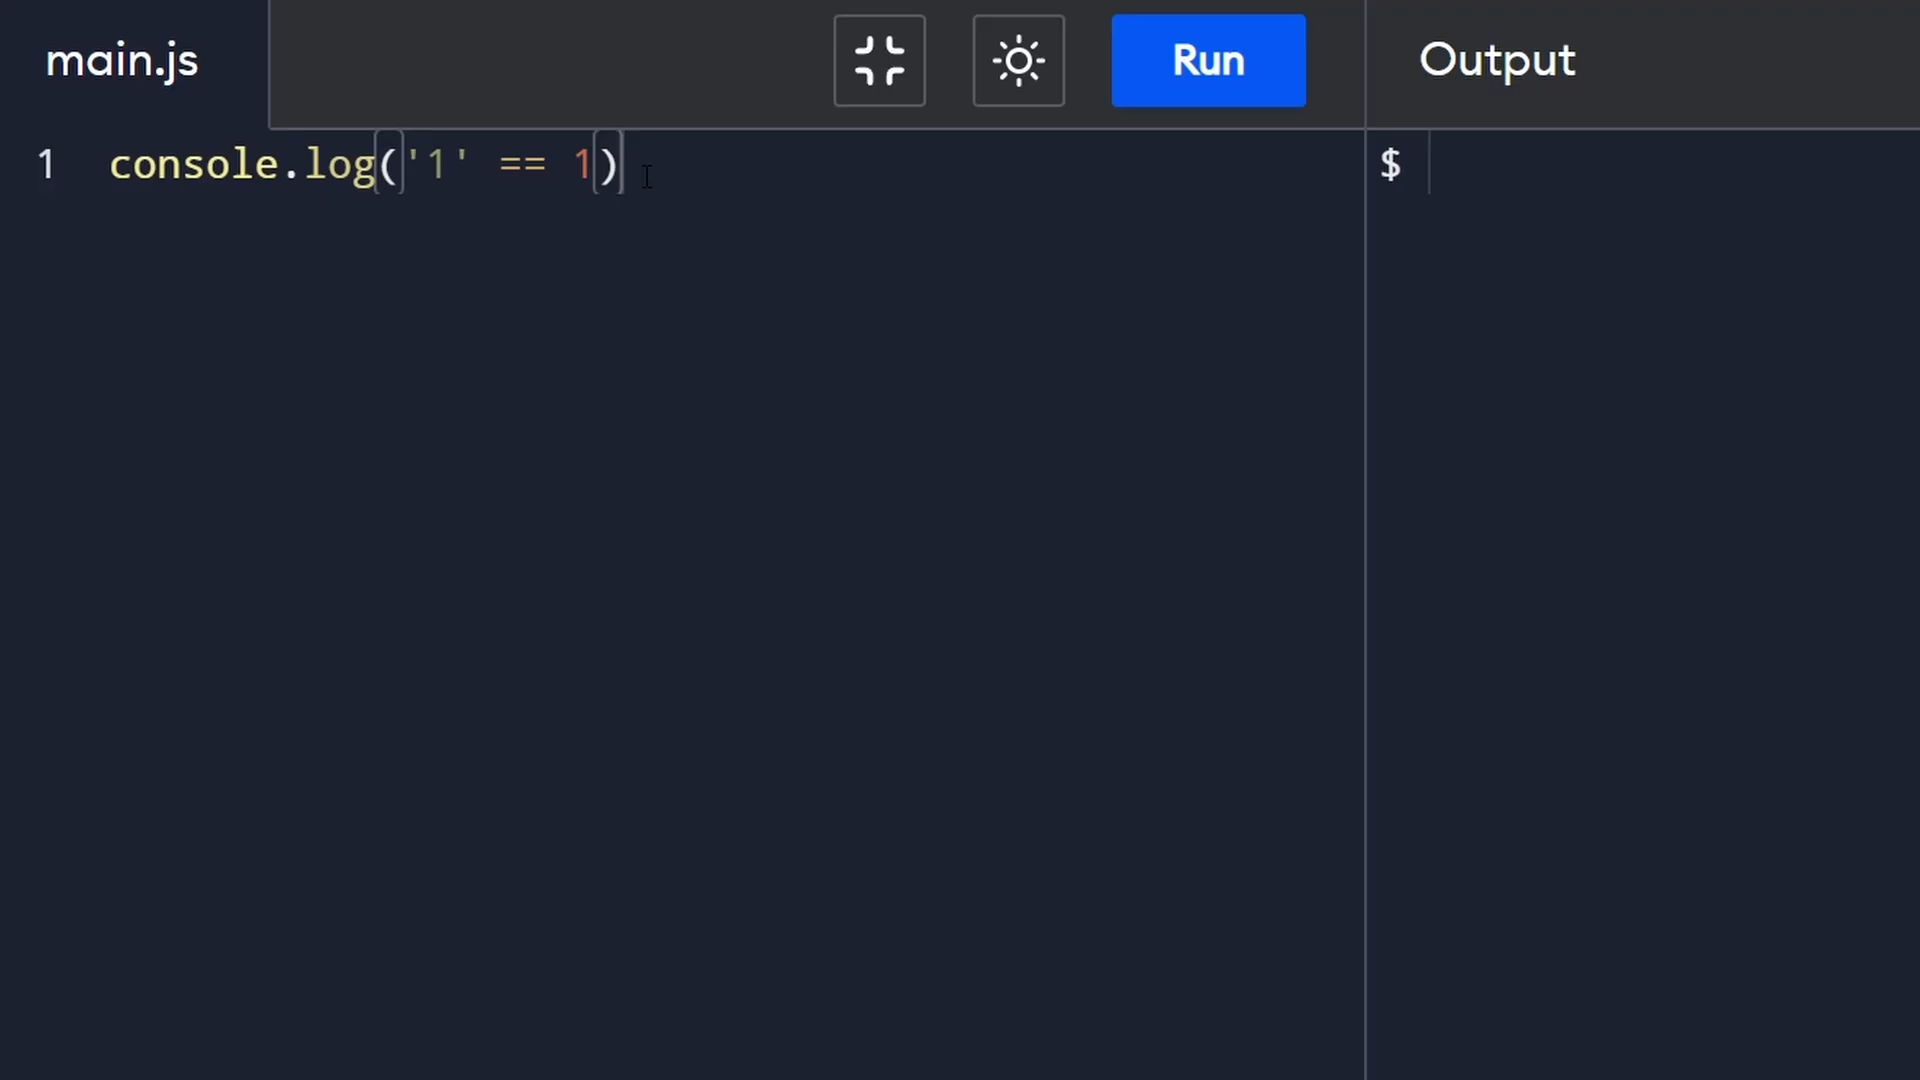 main.js
Run
Output
1 console.log('1' == 1)
$